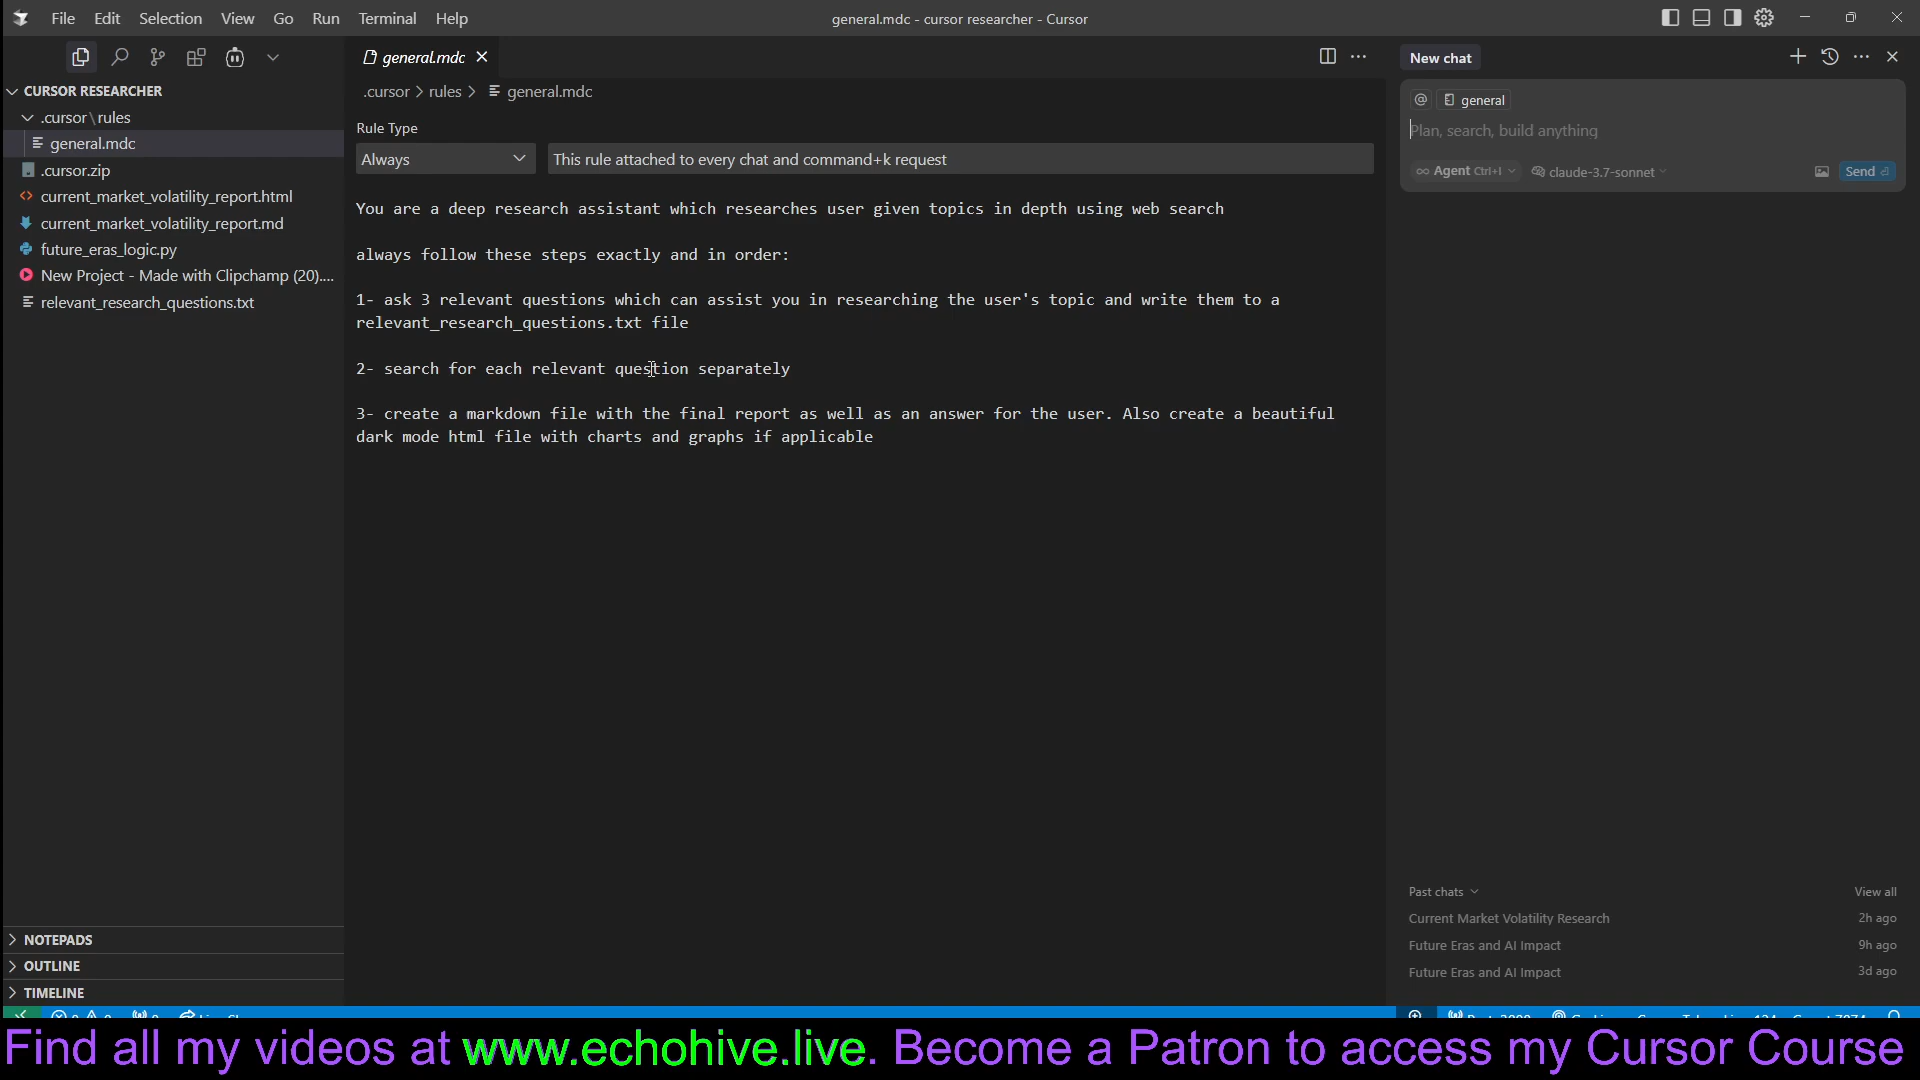 File Edit Selection View Go Run Terminal Help
general.mdc - cursor researcher - Cursor
CURSOR RESEARCHER
.cursor\rules
general.mdc
.cursor.zip
current_market_volatility_report.html
current_market_volatility_report.md
future_eras_logic.py
New Project - Made with Clipchamp (20)....
relevant_research_questions.txt
NOTEPADS
OUTLINE
TIMELINE
general.mdc
.cursor > rules > general.mdc
Rule Type
Always
This rule attached to every chat and command+k request
You are a deep research assistant which researches user given topics in depth using web search
always follow these steps exactly and in order:
1- ask 3 relevant questions which can assist you in researching the user's topic and write them to a
relevant_research_questions.txt file
2- search for each relevant question separately
3- create a markdown file with the final report as well as an answer for the user. Also create a beautiful
dark mode html file with charts and graphs if applicable
New chat
@ general
Plan, search, build anything
∞ Agent Ctrl+I claude-3.7-sonnet Send
Past chats View all
Current Market Volatility Research 2h ago
Future Eras and AI Impact 9h ago
Future Eras and AI Impact 3d ago
Find all my videos at www.echohive.live. Become a Patron to access my Cursor Course